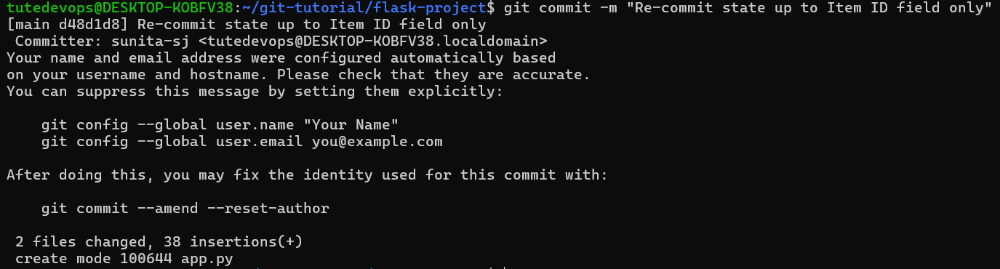 tutedevops@DESKTOP-KOBFV38:~/git-tutorial/flask-project$ git commit -m "Re-commit state up to Item ID field only"
[main d48d1d8] Re-commit state up to Item ID field only
Committer: sunita-sj <tutedevops@DESKTOP-KOBFV38.localdomain>
Your name and email address were configured automatically based
on your username and hostname. Please check that they are accurate.
You can suppress this message by setting them explicitly:
git config --global user.name "Your Name"
git config --global user.email you@example.com
After doing this, you may fix the identity used for this commit with:
git commit --amend --reset-author
2 files changed, 38 insertions(+)
create mode 100644 app.py